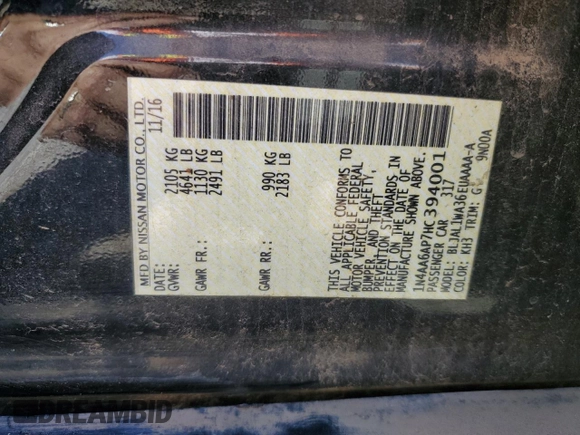 MFD BY NISSAN MOTOR CO., LTD.
DATE: 11/16
GVWR: 2105 KG
4641 LB
GAWR FR.: 1130 KG
2491 LB
GAWR RR.: 990 KG
2183 LB
THIS VEHICLE CONFORMS TO
ALL APPLICABLE FEDERAL
MOTOR VEHICLE SAFETY,
BUMPER, AND THEFT
PREVENTION STANDARDS IN
EFFECT ON THE DATE OF
MANUFACTURE SHOWN ABOVE.
1N4AA6AP7HC394001
PASSENGER CAR 317
MODEL: BLJAL1WA36EUAAAA-A
COLOR: KH3 TRIM: G 9N00A
DREAMBID